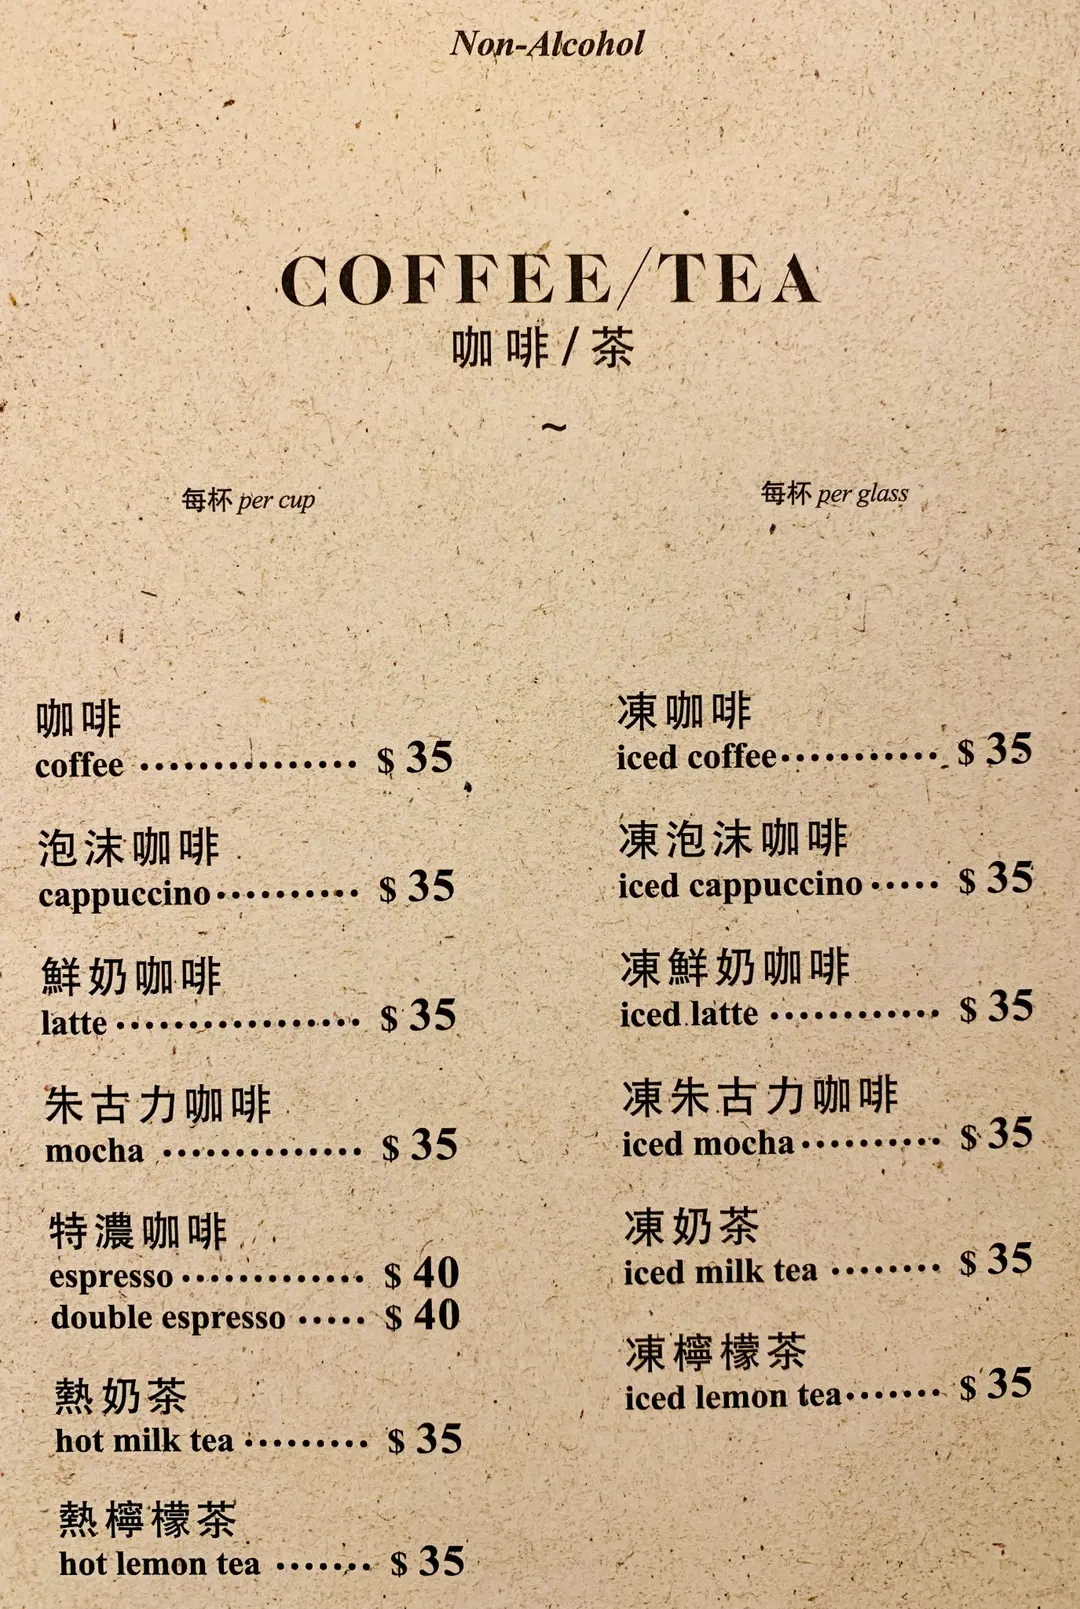 Non-Alcohol
COFFEE/TEA
咖啡/茶
~
每杯 per cup
咖啡
coffee ··············· $ 35
泡沫咖啡
cappuccino·········· $ 35
鮮奶咖啡
latte ················· $ 35
朱古力咖啡
mocha ·············· $ 35
特濃咖啡
espresso ············· $ 40
double espresso ····· $ 40
熱奶茶
hot milk tea ········· $ 35
熱檸檬茶
hot lemon tea ······· $ 35
每杯 per glass
凍咖啡
iced coffee··········· $ 35
凍泡沫咖啡
iced cappuccino ····· $ 35
凍鮮奶咖啡
iced latte ············ $ 35
凍朱古力咖啡
iced mocha ·········· $ 35
凍奶茶
iced milk tea ········ $ 35
凍檸檬茶
iced lemon tea······· $ 35